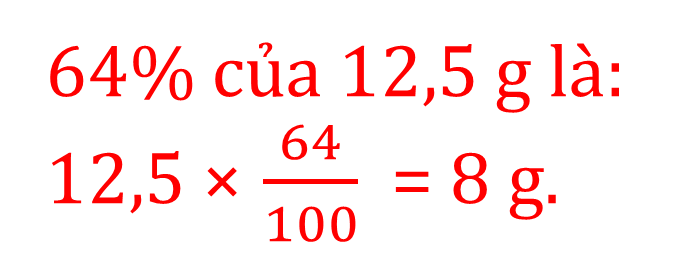 64% của 12,5 g là:
12,5 × 64/100 = 8 g.